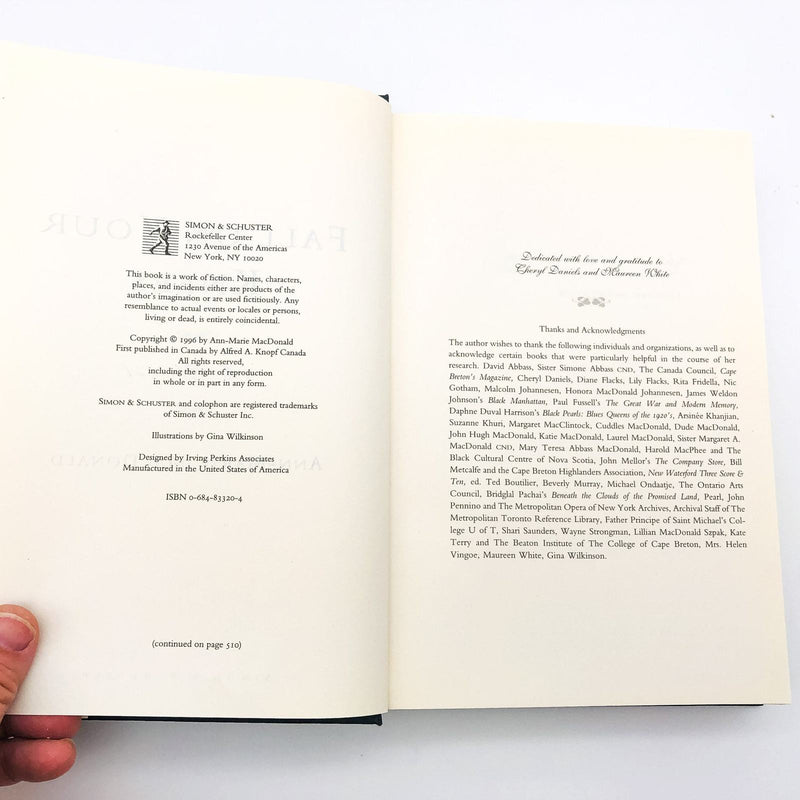 SIMON & SCHUSTER
Rockefeller Center
1230 Avenue of the Americas
New York, NY 10020
This book is a work of fiction. Names, characters,
places, and incidents either are products of the
author's imagination or are used fictitiously. Any
resemblance to actual events or locales or persons,
living or dead, is entirely coincidental.
Copyright © 1996 by Ann-Marie MacDonald
First published in Canada by Alfred A. Knopf Canada
All rights reserved,
including the right of reproduction
in whole or in part in any form.
SIMON & SCHUSTER and colophon are registered trademarks
of Simon & Schuster Inc.
Illustrations by Gina Wilkinson
Designed by Irving Perkins Associates
Manufactured in the United States of America
ISBN 0-684-83320-4
(continued on page 510)
Dedicated with love and gratitude to
Cheryl Daniels and Maureen White
Thanks and Acknowledgments
The author wishes to thank the following individuals and organizations, as well as to
acknowledge certain books that were particularly helpful in the course of her
research. David Abbass, Sister Simone Abbass CND, The Canada Council, Cape
Breton's Magazine, Cheryl Daniels, Diane Flacks, Lily Flacks, Rita Fridella, Nic
Gotham, Malcolm Johannesen, Honora MacDonald Johannesen, James Weldon
Johnson's Black Manhattan, Paul Fussell's The Great War and Modern Memory,
Daphne Duval Harrison's Black Pearls: Blues Queens of the 1920's, Arsinée Khanjian,
Suzanne Khuri, Margaret MacClintock, Cuddles MacDonald, Dude MacDonald,
John Hugh MacDonald, Katie MacDonald, Laurel MacDonald, Sister Margaret A.
MacDonald CND, Mary Teresa Abbass MacDonald, Harold MacPhee and The
Black Cultural Centre of Nova Scotia, John Mellor's The Company Store, Bill
Metcalfe and the Cape Breton Highlanders Association, New Waterford Three Score &
Ten, ed. Ted Boutilier, Beverly Murray, Michael Ondaatje, The Ontario Arts
Council, Bridglal Pachai's Beneath the Clouds of the Promised Land, Pearl, John
Pennino and The Metropolitan Opera of New York Archives, Archival Staff of The
Metropolitan Toronto Reference Library, Father Principe of Saint Michael's Col-
lege U of T, Shari Saunders, Wayne Strongman, Lillian MacDonald Szpak, Kate
Terry and The Beaton Institute of The College of Cape Breton, Mrs. Helen
Vingoe, Maureen White, Gina Wilkinson.